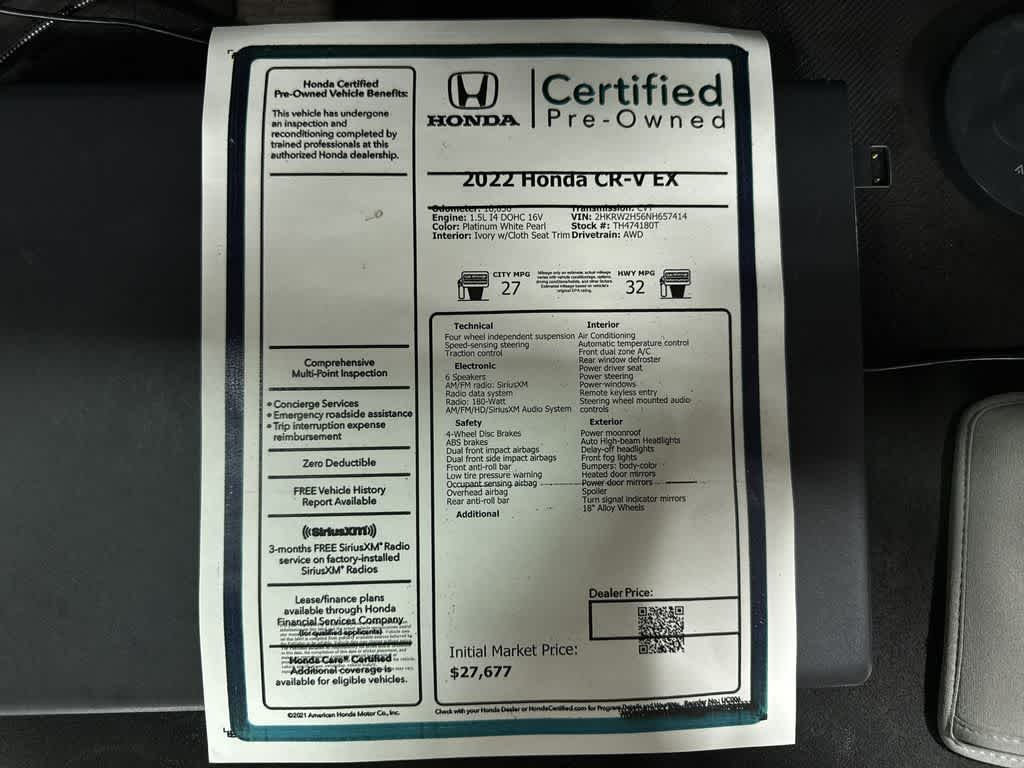 Honda Certified
Pre-Owned Vehicle Benefits:
This vehicle has undergone
an inspection and
reconditioning completed by
trained professionals at this
authorized Honda dealership.
Comprehensive
Multi-Point Inspection
• Concierge Services
• Emergency roadside assistance
• Trip interruption expense
reimbursement
Zero Deductible
FREE Vehicle History
Report Available
((SiriusXM))
3-months FREE SiriusXM® Radio
service on factory-installed
SiriusXM® Radios
Lease/finance plans
available through Honda
Financial Services Company
(for qualified applicants)
Honda Care® Certified
Additional coverage is
available for eligible vehicles.
©2021 American Honda Motor Co., Inc.
HONDA
Certified
Pre-Owned
2022 Honda CR-V EX
Odometer: Transmission: CVT
Engine: 1.5L I4 DOHC 16V VIN: 2HKRW2H56NH657414
Color: Platinum White Pearl Stock #: TH474180T
Interior: Ivory w/Cloth Seat Trim Drivetrain: AWD
CITY MPG
27
HWY MPG
32
Technical
Four wheel independent suspension
Speed-sensing steering
Traction control
Electronic
6 Speakers
AM/FM radio: SiriusXM
Radio data system
Radio: 180-Watt
AM/FM/HD/SiriusXM Audio System
Safety
4-Wheel Disc Brakes
ABS brakes
Dual front impact airbags
Dual front side impact airbags
Front anti-roll bar
Low tire pressure warning
Occupant sensing airbag
Overhead airbag
Rear anti-roll bar
Additional
Interior
Air Conditioning
Automatic temperature control
Front dual zone A/C
Rear window defroster
Power driver seat
Power steering
Power windows
Remote keyless entry
Steering wheel mounted audio
controls
Exterior
Power moonroof
Auto High-beam Headlights
Delay-off headlights
Front fog lights
Bumpers: body-color
Heated door mirrors
Power door mirrors
Spoiler
Turn signal indicator mirrors
18" Alloy Wheels
Dealer Price:
Initial Market Price:
$27,677
Check with your Honda Dealer or HondaCertified.com for Program Details and Reorder No. UC006